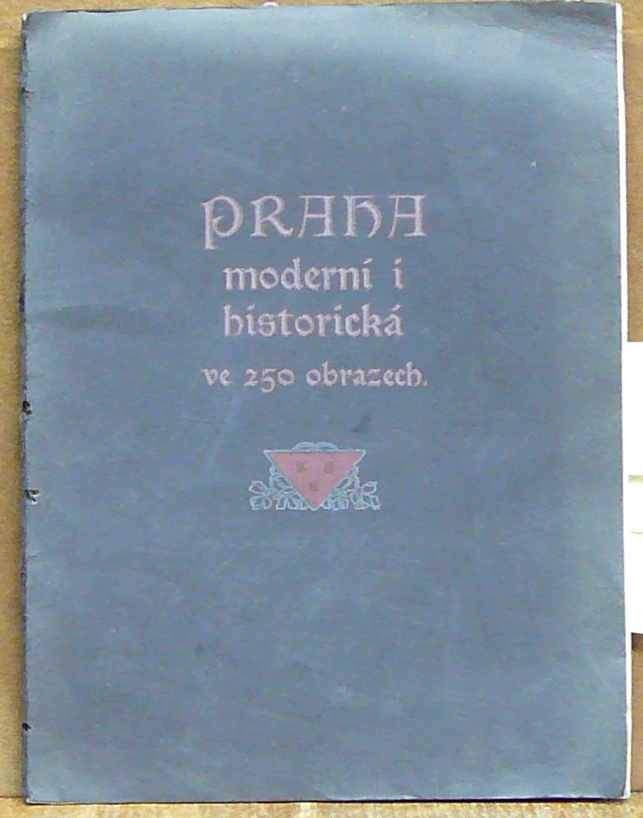 PRAHA
moderní i
historická
ve 250 obrazech.